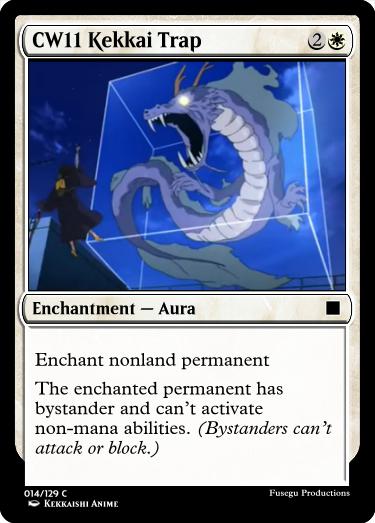 CW11 Kekkai Trap 2
Enchantment — Aura
Enchant nonland permanent
The enchanted permanent has
bystander and can't activate
non-mana abilities. (Bystanders can't
attack or block.)
014/129 C
Fusegu Productions
Kekkaishi Anime